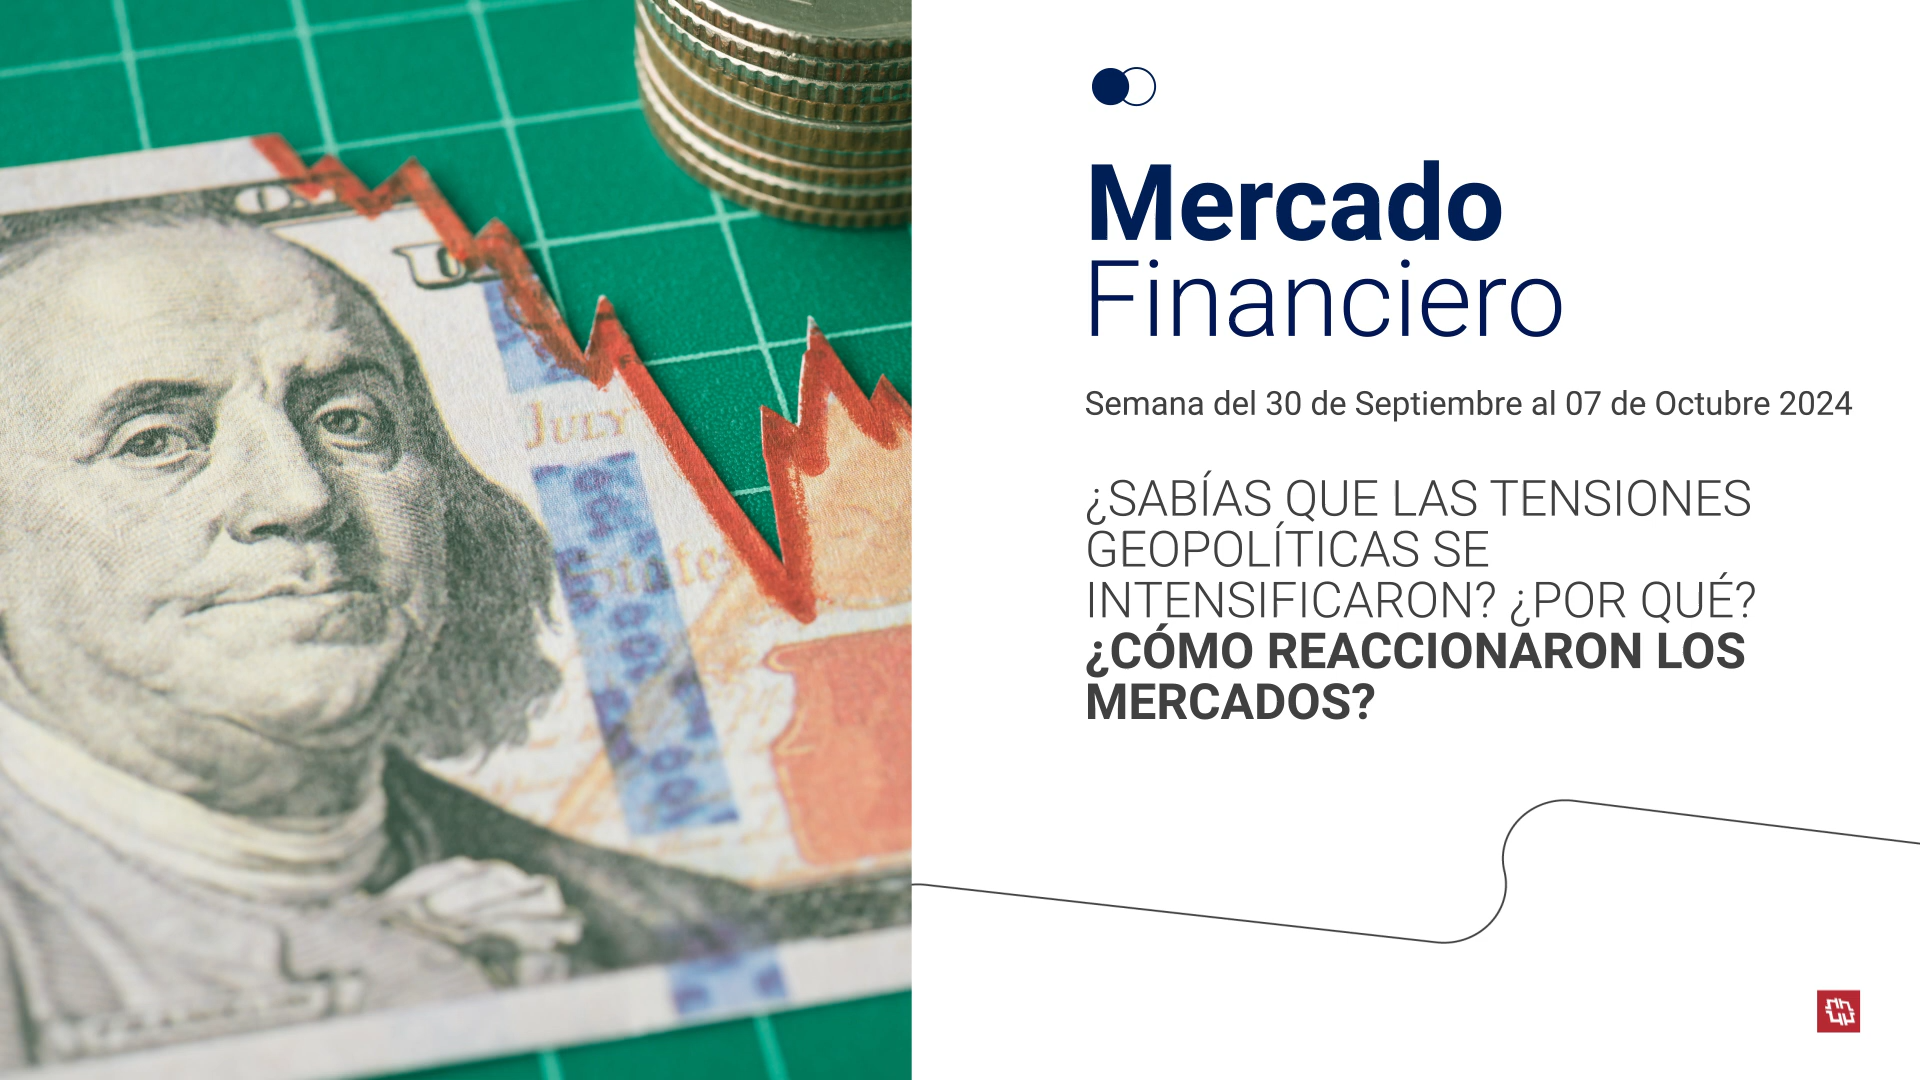 Mercado
Financiero
Semana del 30 de Septiembre al 07 de Octubre 2024
¿SABÍAS QUE LAS TENSIONES
GEOPOLÍTICAS SE
INTENSIFICARON? ¿POR QUÉ?
¿CÓMO REACCIONARON LOS
MERCADOS?
JULY